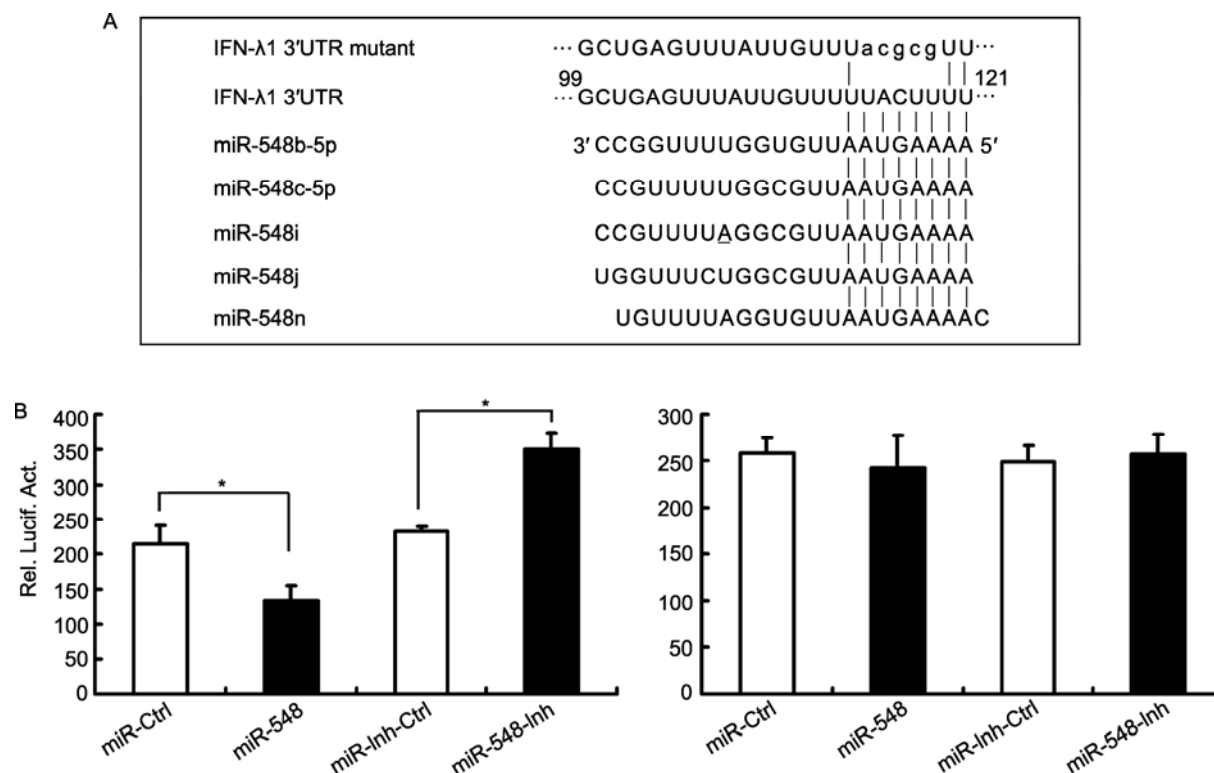 A
IFN-λ1 3′UTR mutant ···GCUGAGUUUAUUGUUUUacgcgUU···
99 121
IFN-λ1 3′UTR ···GCUGAGUUUAUUGUUUUUACUUUU···
miR-548b-5p 3′ CCGGUUUUUGGUGUUAAUGAAAA 5′
miR-548c-5p CCGUUUUUGGCGUUAAUGAAAA
miR-548i CCGUUUUAGGCGUUAAUGAAAA
miR-548j UGGUUUCUGGCGUUAAUGAAAA
miR-548n UGUUUUAGGUGUUAAUGAAAAC
B
Rel. Lucif. Act.
400
350
300
250
200
150
100
50
0
*
*
miR-Ctrl
miR-548
miR-Inh-Ctrl
miR-548-Inh
300
250
200
150
100
50
0
miR-Ctrl
miR-548
miR-Inh-Ctrl
miR-548-Inh